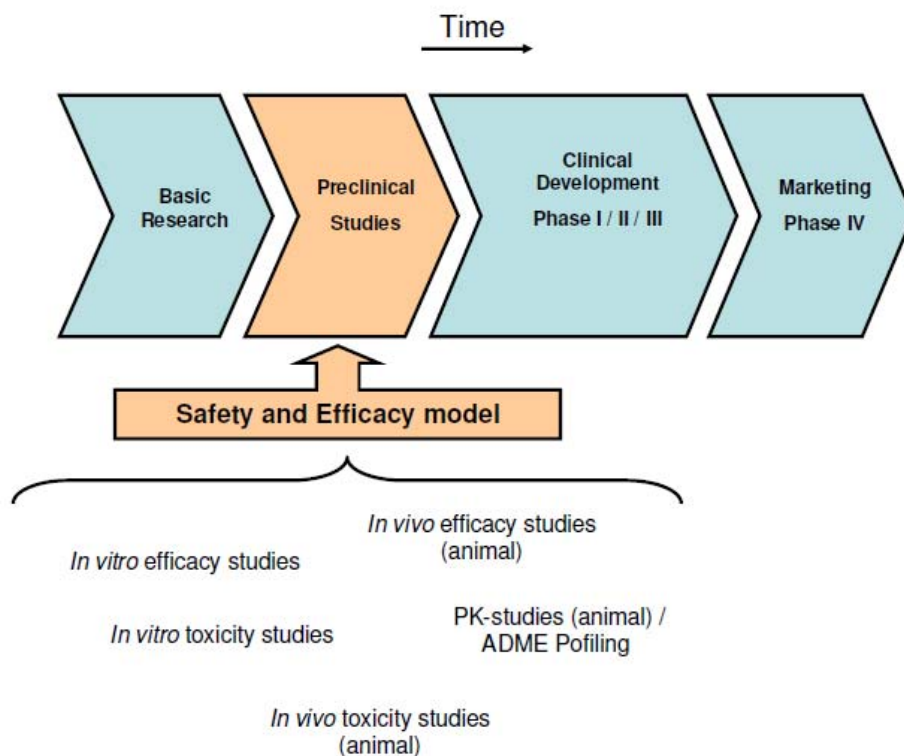 Time
Basic
Research
Preclinical
Studies
Clinical
Development
Phase I / II / III
Marketing
Phase IV
Safety and Efficacy model
In vivo efficacy studies
(animal)
In vitro efficacy studies
PK-studies (animal) /
ADME Pofiling
In vitro toxicity studies
In vivo toxicity studies
(animal)